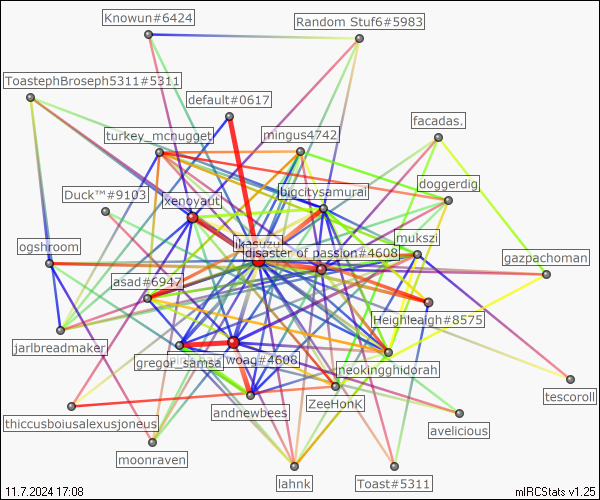 Knowun#6424
Random Stuf6#5983
ToastephBroseph5311#5311
default#0617
facadas.
turkey_mcnugget
mingus4742
doggerdig
Duck™#9103
xenoyaut
bigcitysamurai
mukszi
ogshroom
ikasuzu
disaster of passion#4608
gazpachoman
asad#6947
Heighleaigh#8575
jarlbreadmaker
gregor_samsa
woag#4608
neokingghidorah
tescoroll
thiccusboiusalexusjoneus
andnewbees
ZeeHonK
avelicious
moonraven
lahnk
Toast#5311
11.7.2024 17:08
mIRCStats v1.25